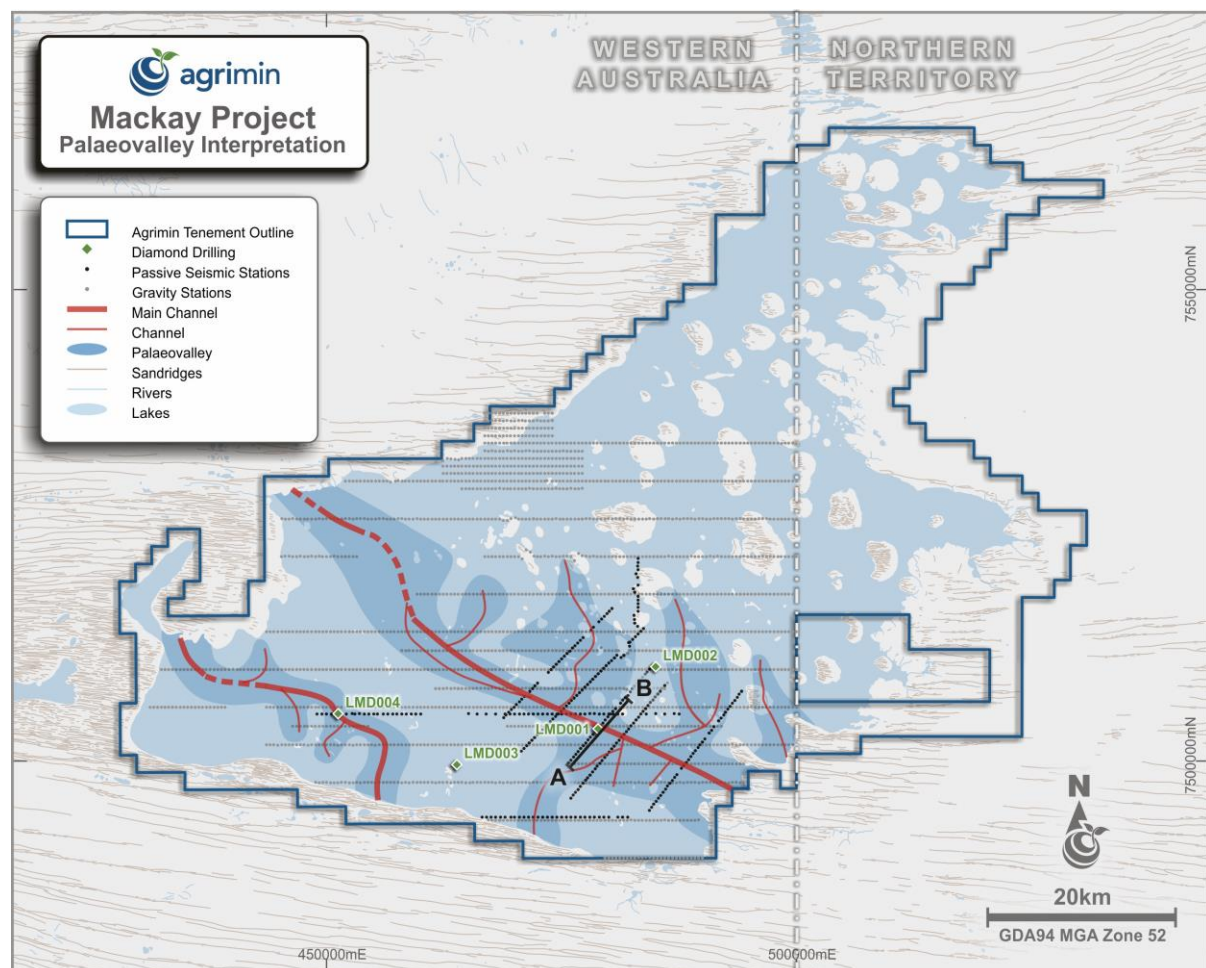 WESTERN
AUSTRALIA
NORTHERN
TERRITORY
agrimin
Mackay Project
Palaeovalley Interpretation
Agrimin Tenement Outline
Diamond Drilling
Passive Seismic Stations
Gravity Stations
Main Channel
Channel
Palaeovalley
Sandridges
Rivers
Lakes
7550000mN
LMD002
B
LMD004
LMD001
LMD003
A
7500000mN
N
20km
GDA94 MGA Zone 52
450000mE
500000mE